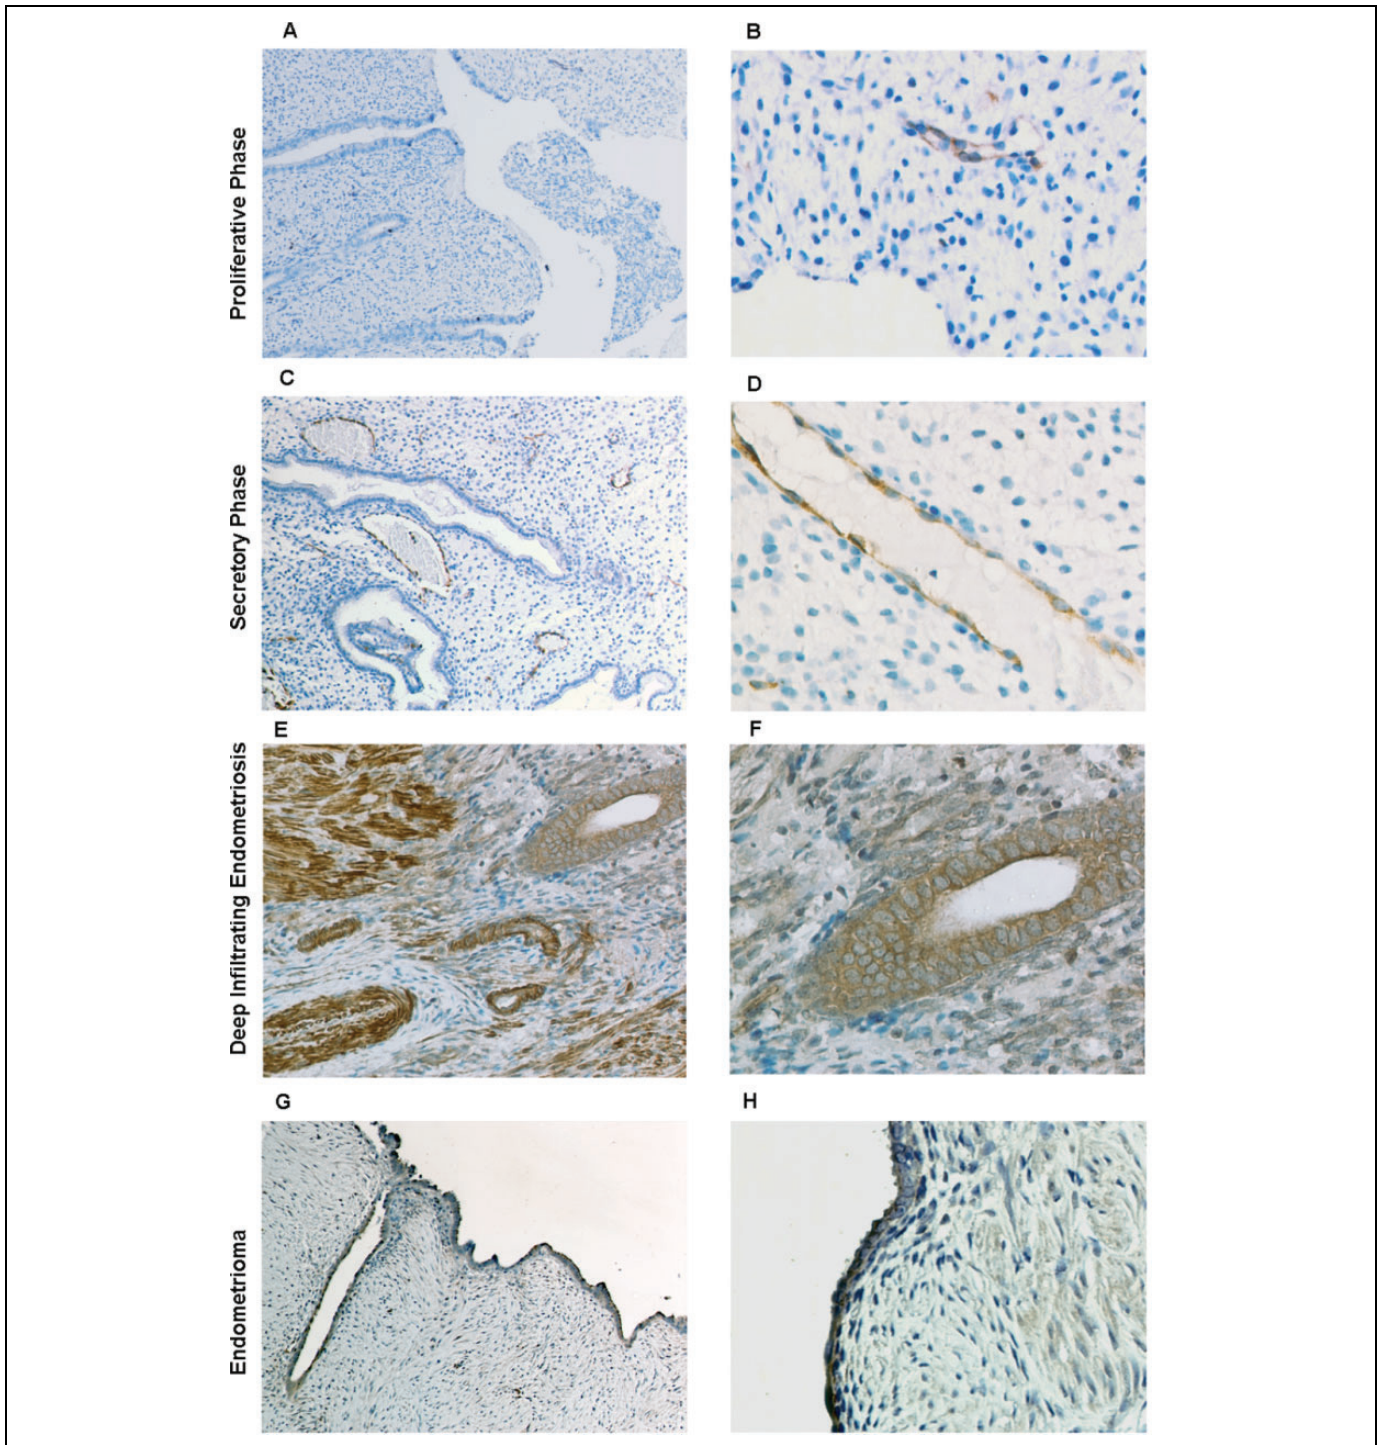 A
B
Proliferative Phase
C
D
Secretory Phase
E
F
Deep Infiltrating Endometriosis
G
H
Endometrioma